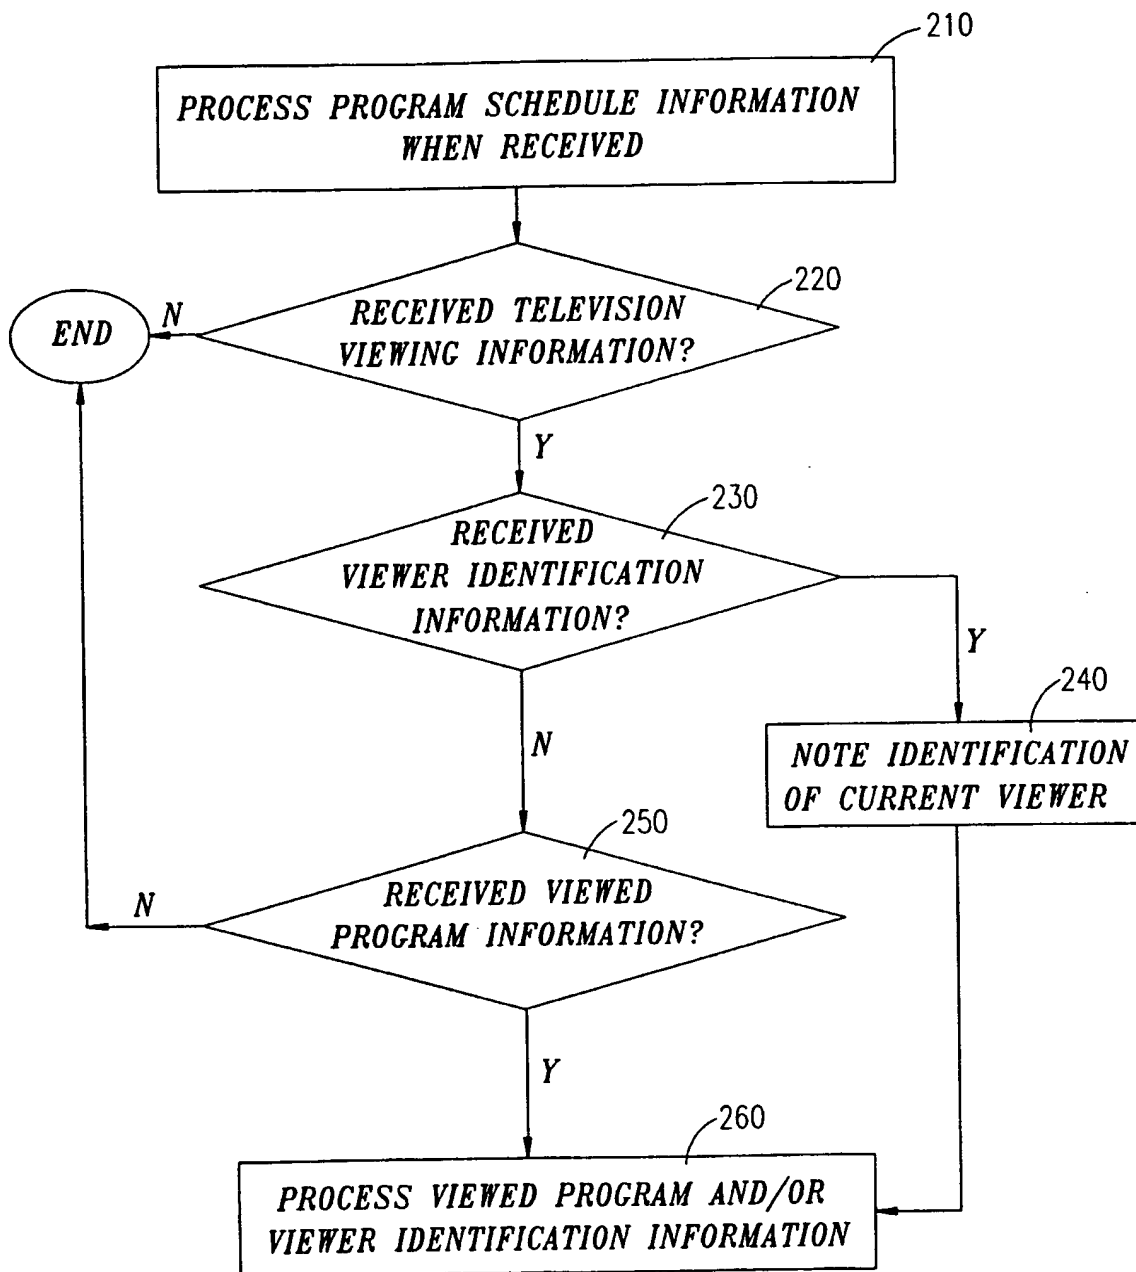 210
PROCESS PROGRAM SCHEDULE INFORMATION
WHEN RECEIVED
220
RECEIVED TELEVISION
VIEWING INFORMATION?
N
END
Y
230
RECEIVED
VIEWER IDENTIFICATION
INFORMATION?
Y
240
NOTE IDENTIFICATION
OF CURRENT VIEWER
N
250
RECEIVED VIEWED
PROGRAM INFORMATION?
N
Y
260
PROCESS VIEWED PROGRAM AND/OR
VIEWER IDENTIFICATION INFORMATION